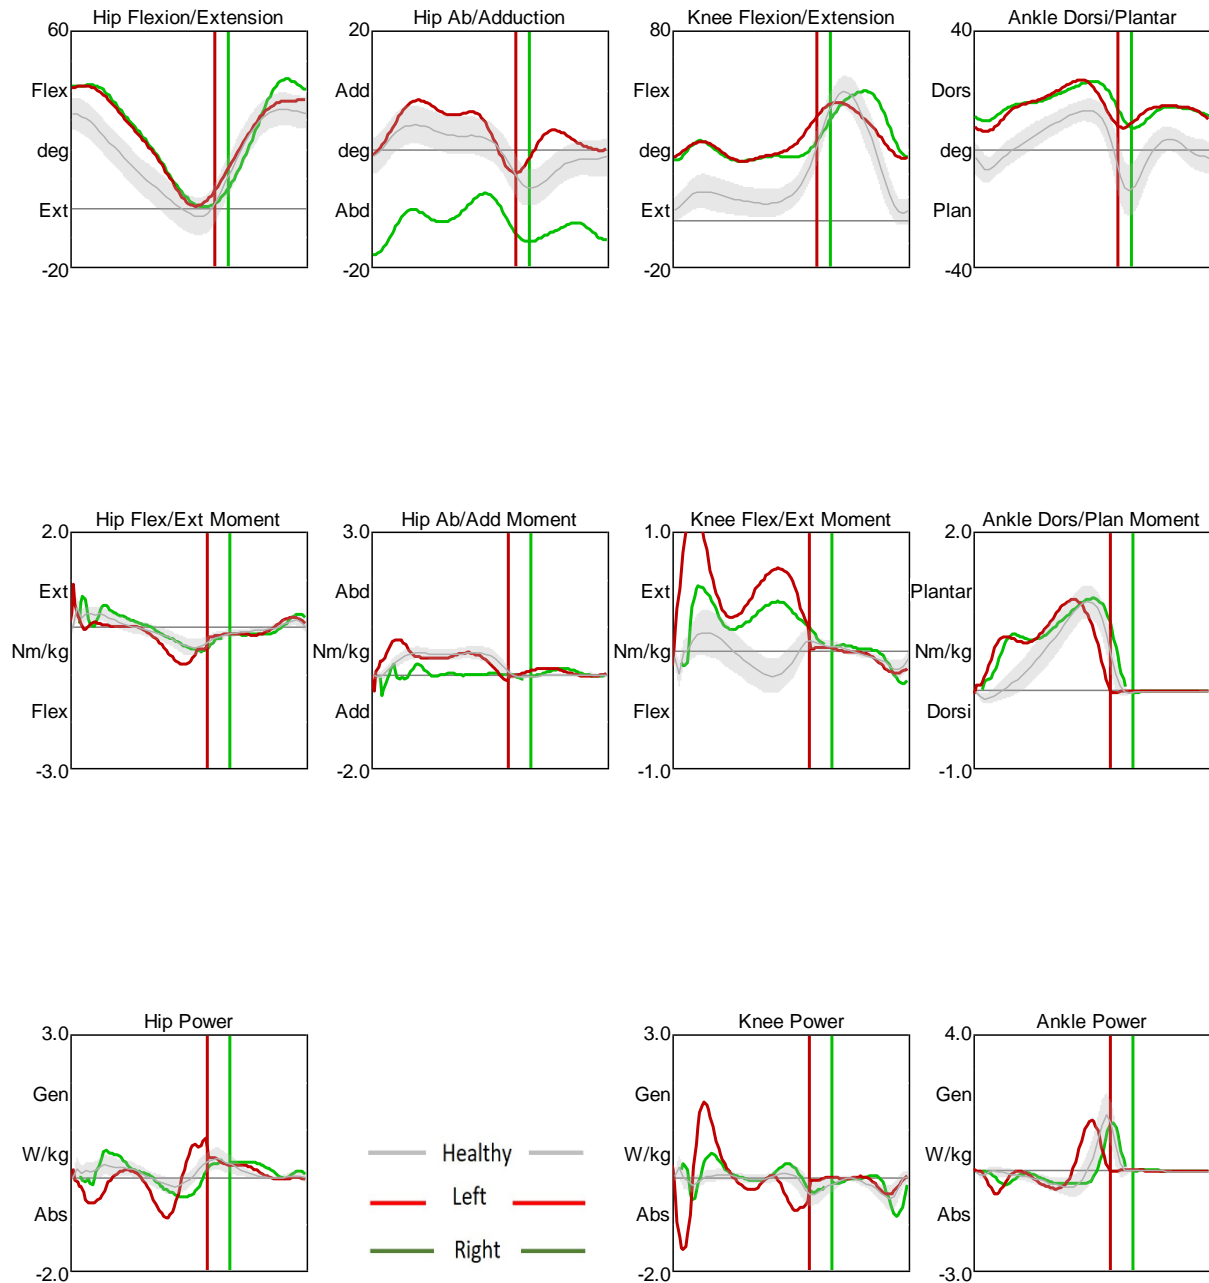 Hip Flexion/Extension
60
Flex
deg
Ext
-20
Hip Ab/Adduction
20
Add
deg
Abd
-20
Knee Flexion/Extension
80
Flex
deg
Ext
-20
Ankle Dorsi/Plantar
40
Dors
deg
Plan
-40
Hip Flex/Ext Moment
2.0
Ext
Nm/kg
Flex
-3.0
Hip Ab/Add Moment
3.0
Abd
Nm/kg
Add
-2.0
Knee Flex/Ext Moment
1.0
Ext
Nm/kg
Flex
-1.0
Ankle Dors/Plan Moment
2.0
Plantar
Nm/kg
Dorsi
-1.0
Hip Power
3.0
Gen
W/kg
Abs
-2.0
Healthy
Left
Right
Knee Power
3.0
Gen
W/kg
Abs
-2.0
Ankle Power
4.0
Gen
W/kg
Abs
-3.0